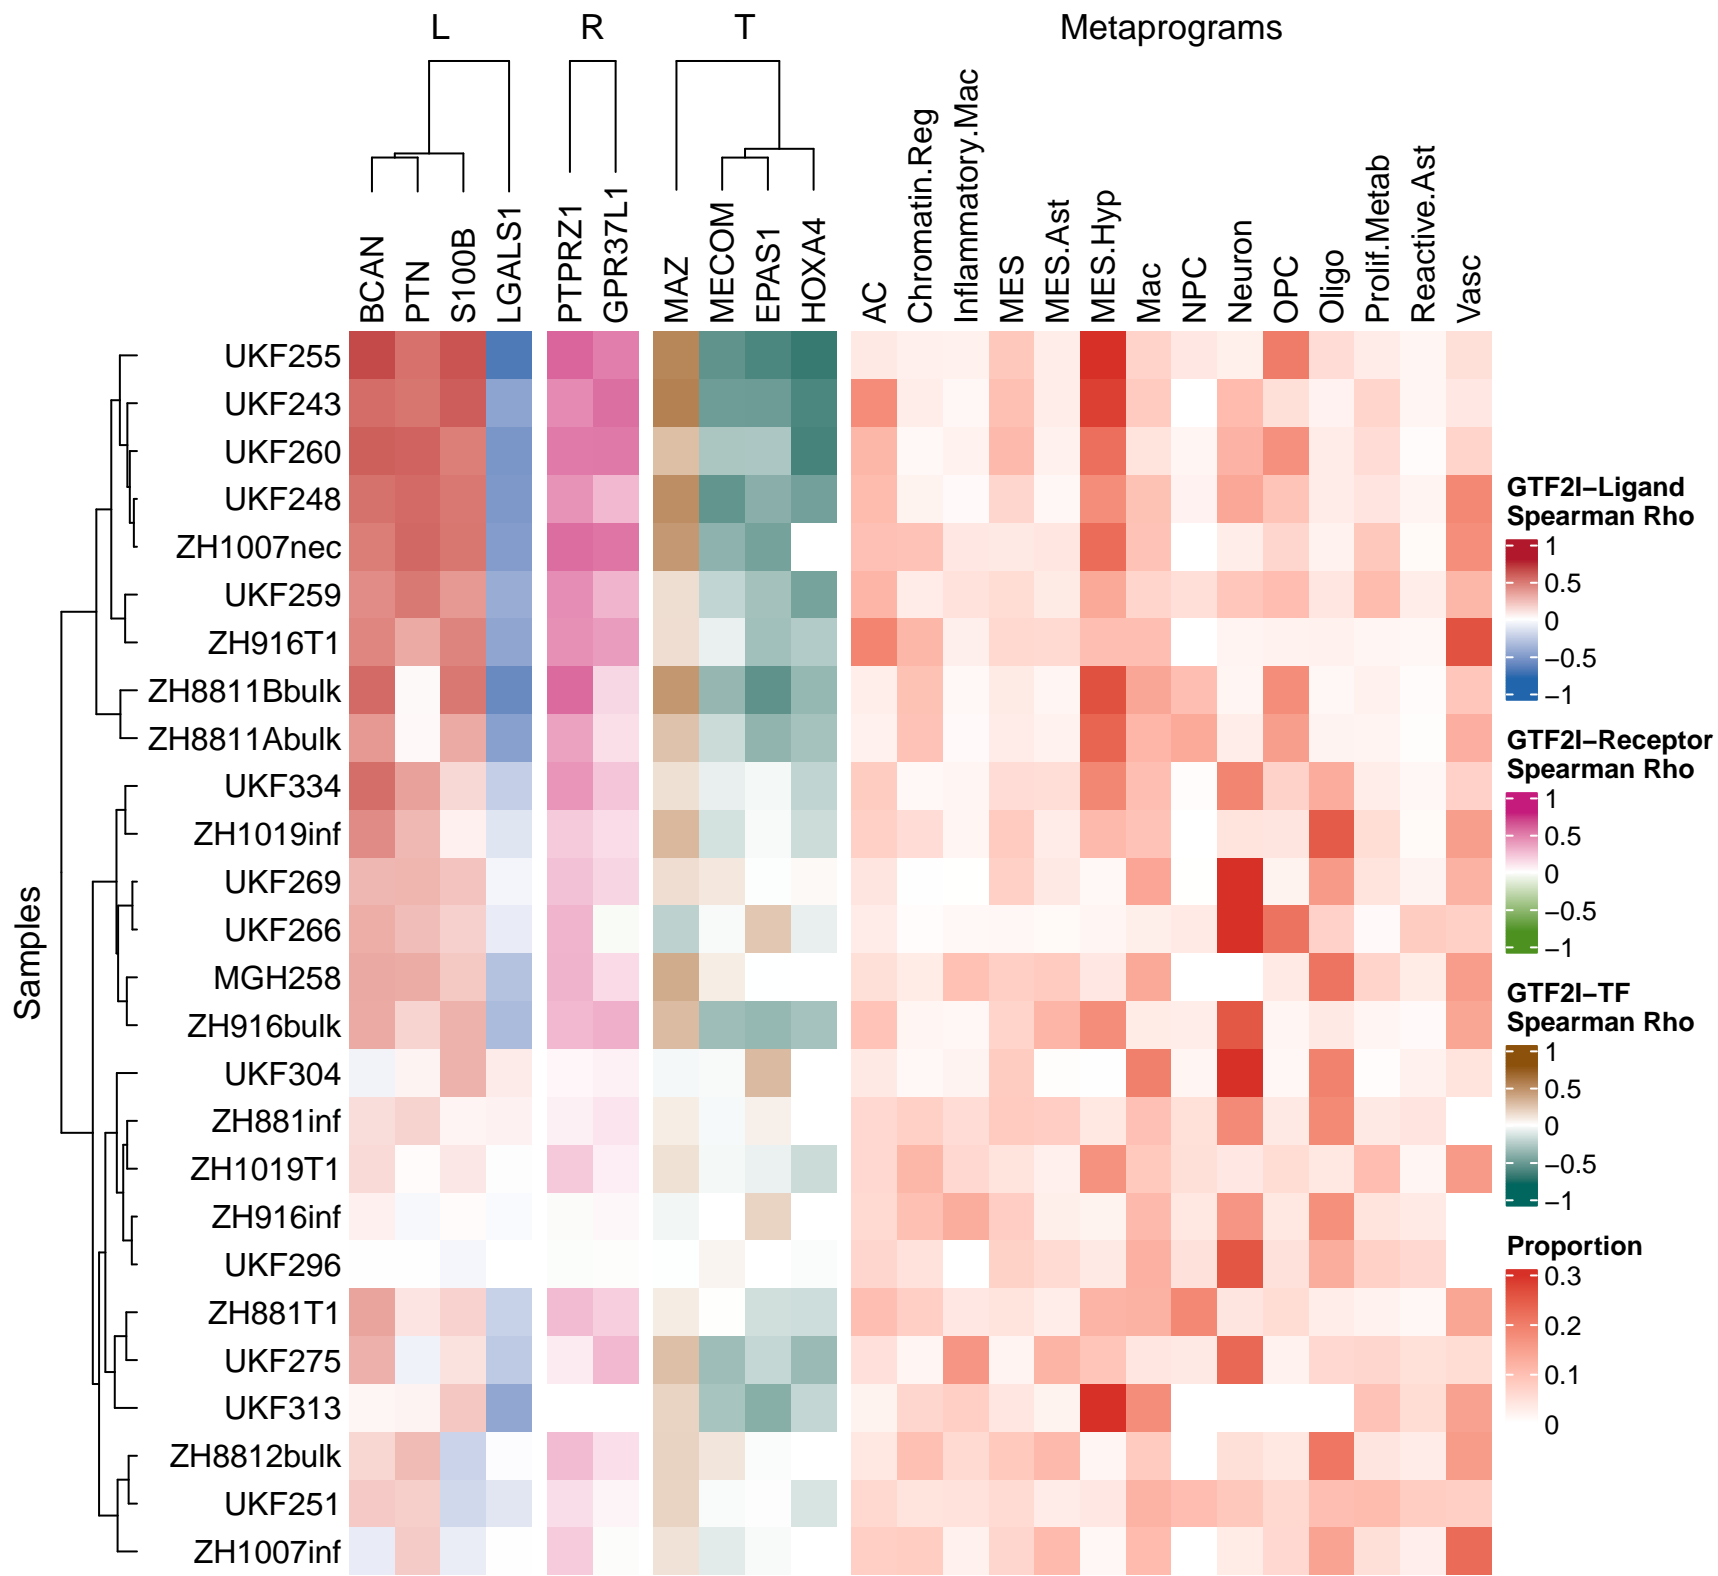 L R T Metaprograms
BCAN
PTN
S100B
LGALS1
PTPRZ1
GPR37L1
MAZ
MECOM
EPAS1
HOXA4
AC
Chromatin.Reg
Inflammatory.Mac
MES
MES.Ast
MES.Hyp
Mac
NPC
Neuron
OPC
Oligo
Prolif.Metab
Reactive.Ast
Vasc
Samples
UKF255
UKF243
UKF260
UKF248
ZH1007nec
UKF259
ZH916T1
ZH8811Bbulk
ZH8811Abulk
UKF334
ZH1019inf
UKF269
UKF266
MGH258
ZH916bulk
UKF304
ZH881inf
ZH1019T1
ZH916inf
UKF296
ZH881T1
UKF275
UKF313
ZH8812bulk
UKF251
ZH1007inf
GTF2I−Ligand
Spearman Rho
1
0.5
0
−0.5
−1
GTF2I−Receptor
Spearman Rho
1
0.5
0
−0.5
−1
GTF2I−TF
Spearman Rho
1
0.5
0
−0.5
−1
Proportion
0.3
0.2
0.1
0